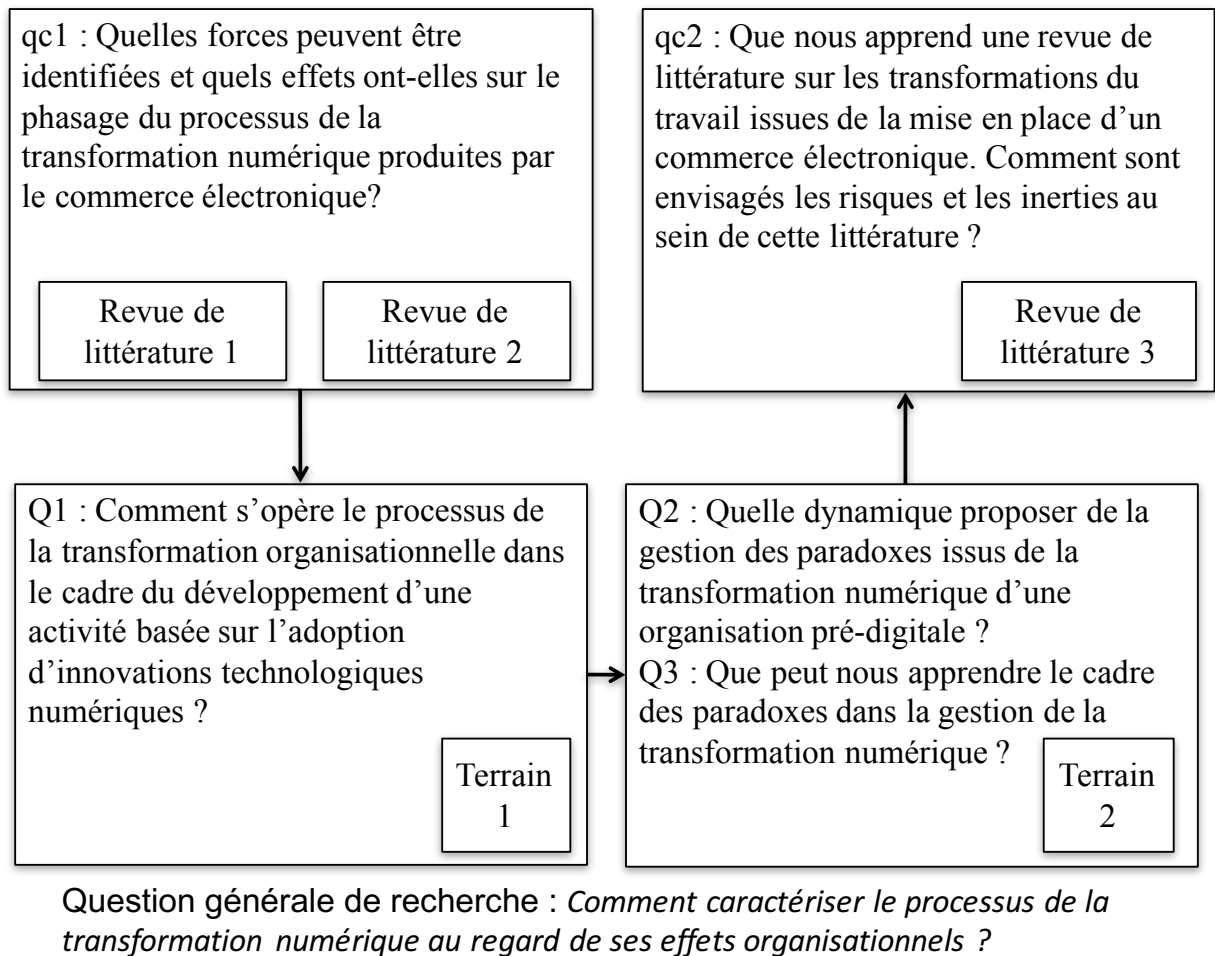 qc1 : Quelles forces peuvent être
identifiées et quels effets ont-elles sur le
phasage du processus de la
transformation numérique produites par
le commerce électronique?
Revue de
littérature 1
Revue de
littérature 2
qc2 : Que nous apprend une revue de
littérature sur les transformations du
travail issues de la mise en place d’un
commerce électronique. Comment sont
envisagés les risques et les inerties au
sein de cette littérature ?
Revue de
littérature 3
Q1 : Comment s’opère le processus de
la transformation organisationnelle dans
le cadre du développement d’une
activité basée sur l’adoption
d’innovations technologiques
numériques ?
Terrain
1
Q2 : Quelle dynamique proposer de la
gestion des paradoxes issus de la
transformation numérique d’une
organisation pré-digitale ?
Q3 : Que peut nous apprendre le cadre
des paradoxes dans la gestion de la
transformation numérique ?
Terrain
2
Question générale de recherche : Comment caractériser le processus de la
transformation numérique au regard de ses effets organisationnels ?